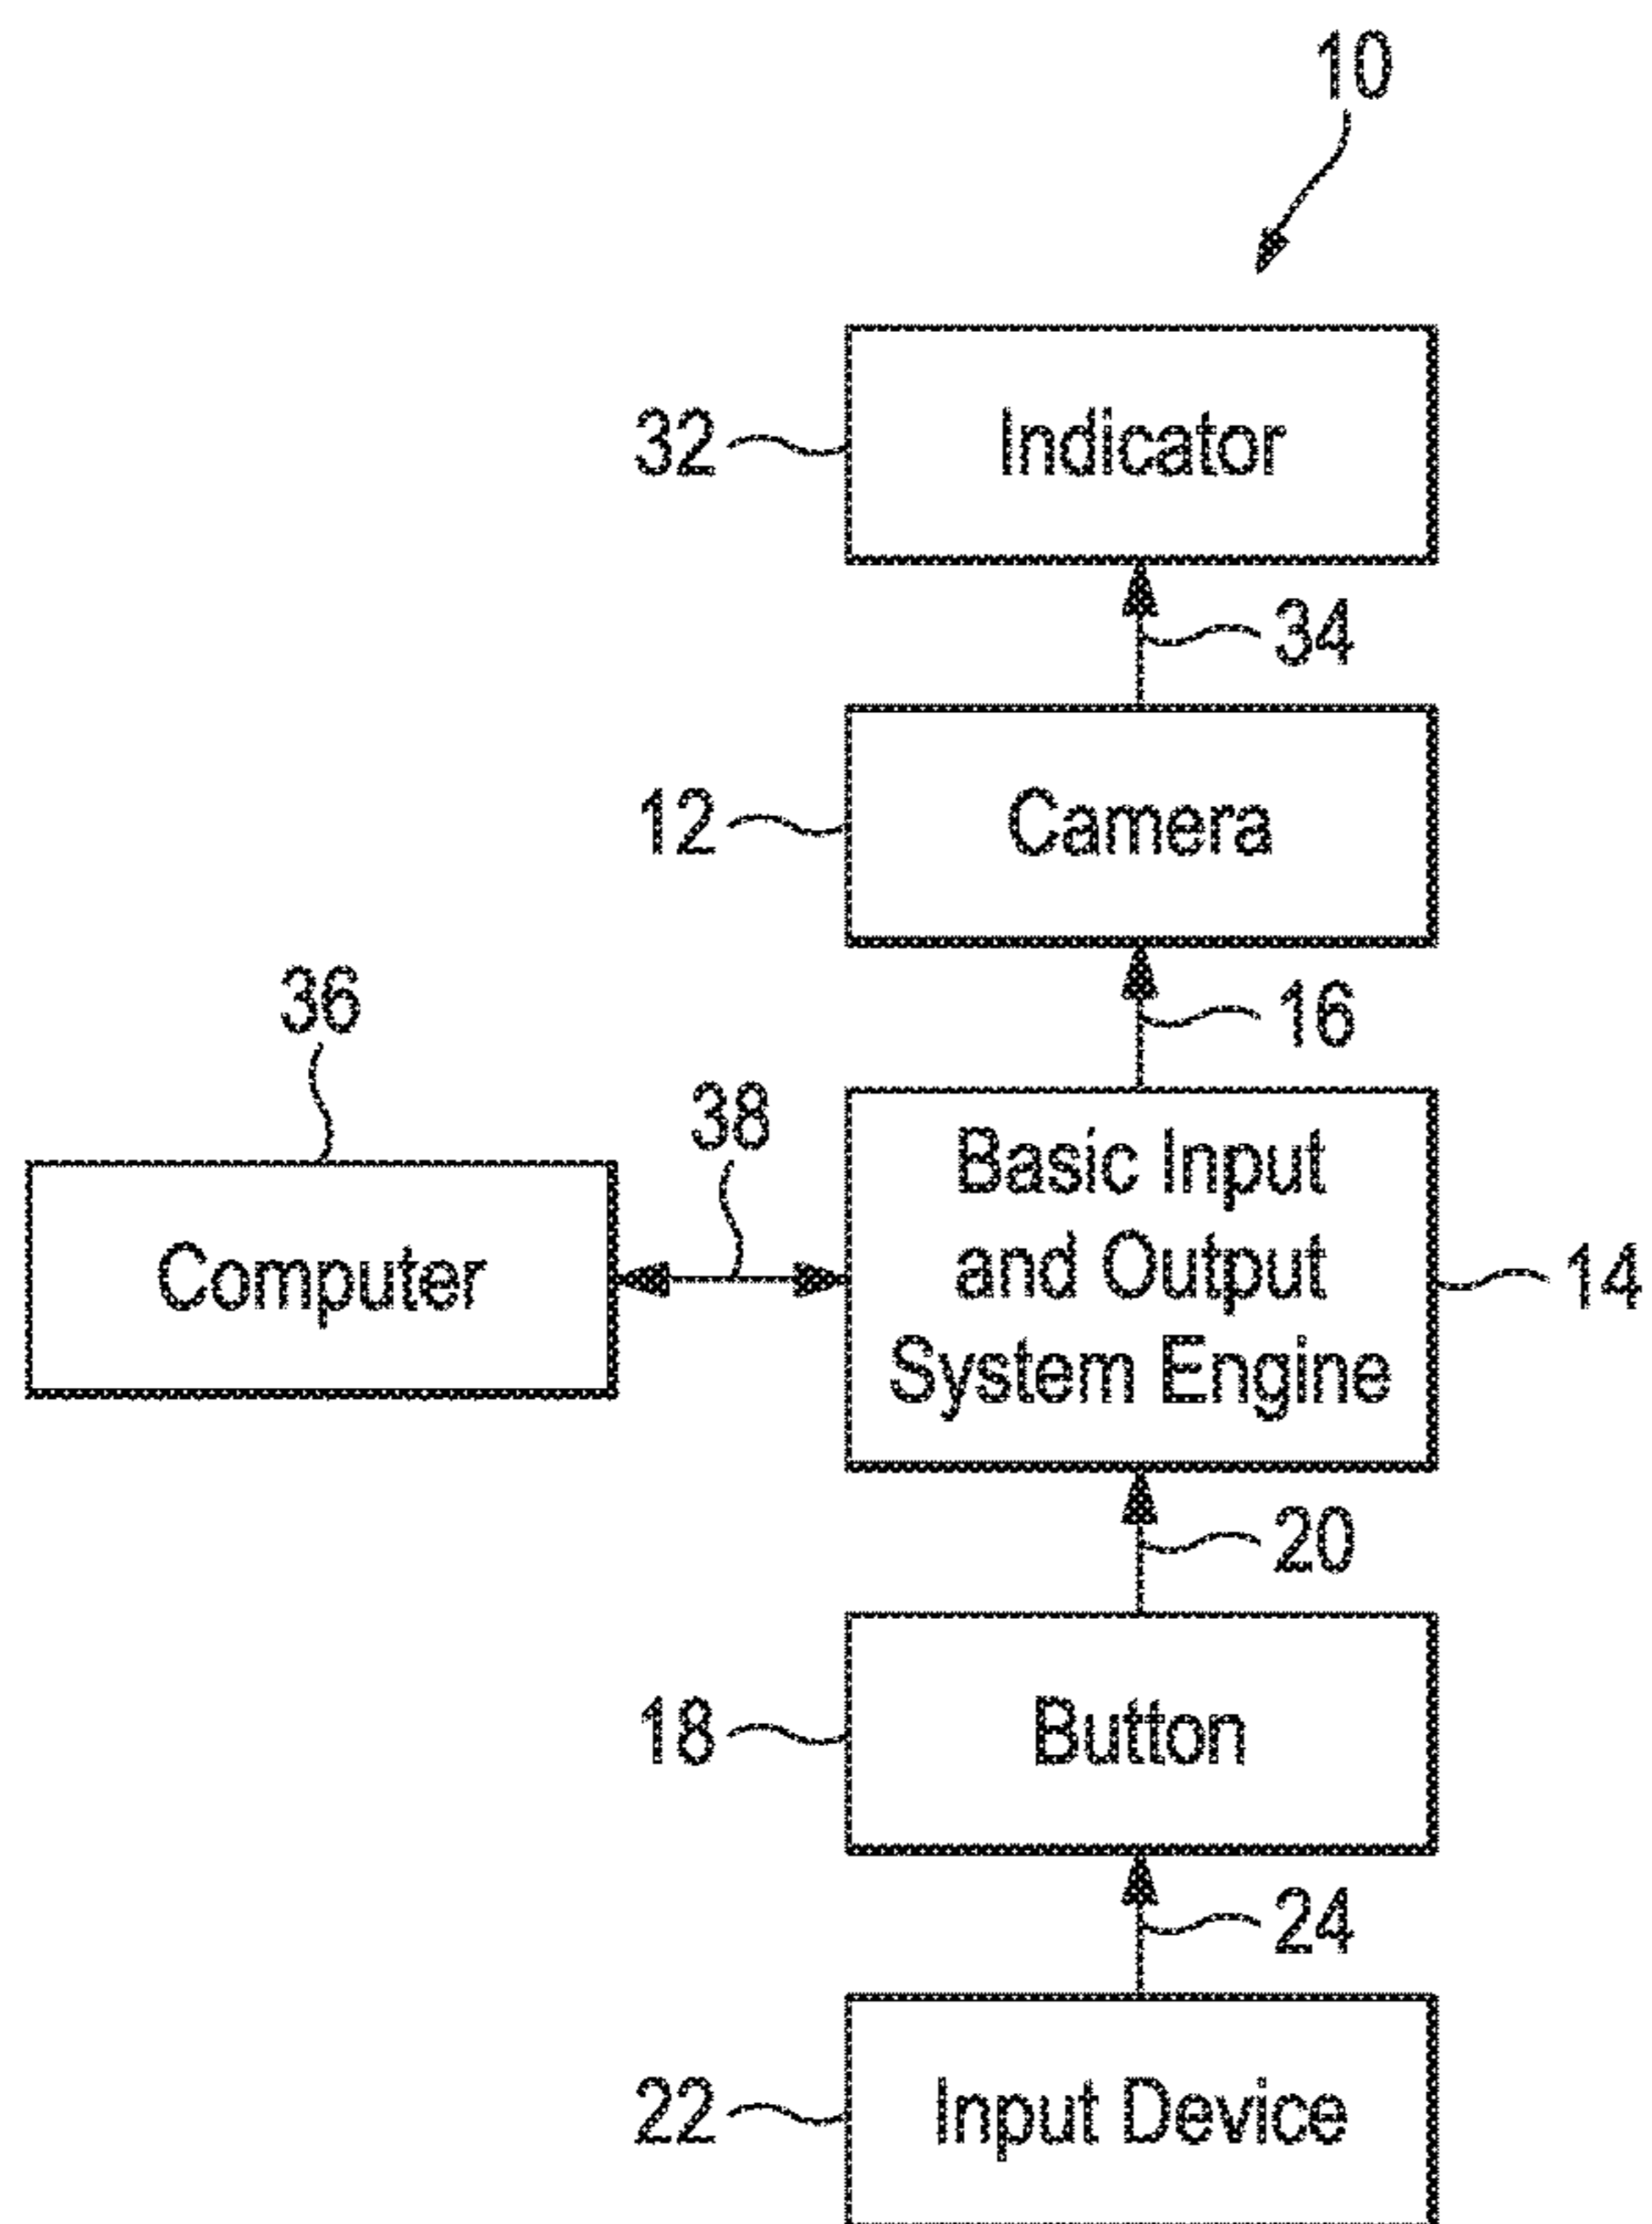 10
32
Indicator
34
12
Camera
16
36
38
Basic Input
and Output
System Engine
Computer
14
20
18
Button
24
22
Input Device